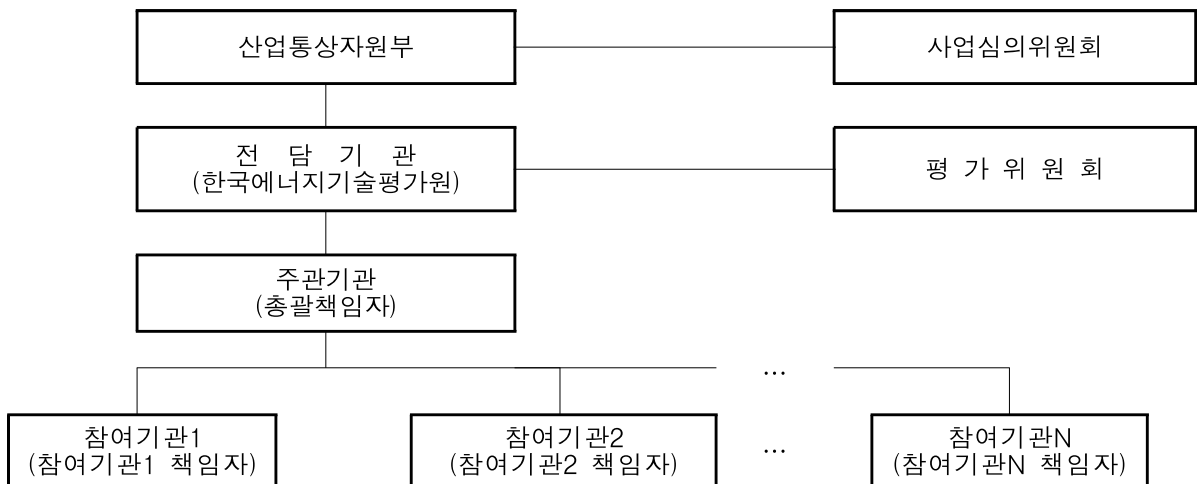 산업통상자원부
사업심의위원회
전 담 기 관
(한국에너지기술평가원)
평 가 위 원 회
주관기관
(총괄책임자)
...
참여기관1
(참여기관1 책임자)
참여기관2
(참여기관2 책임자)
...
참여기관N
(참여기관N 책임자)